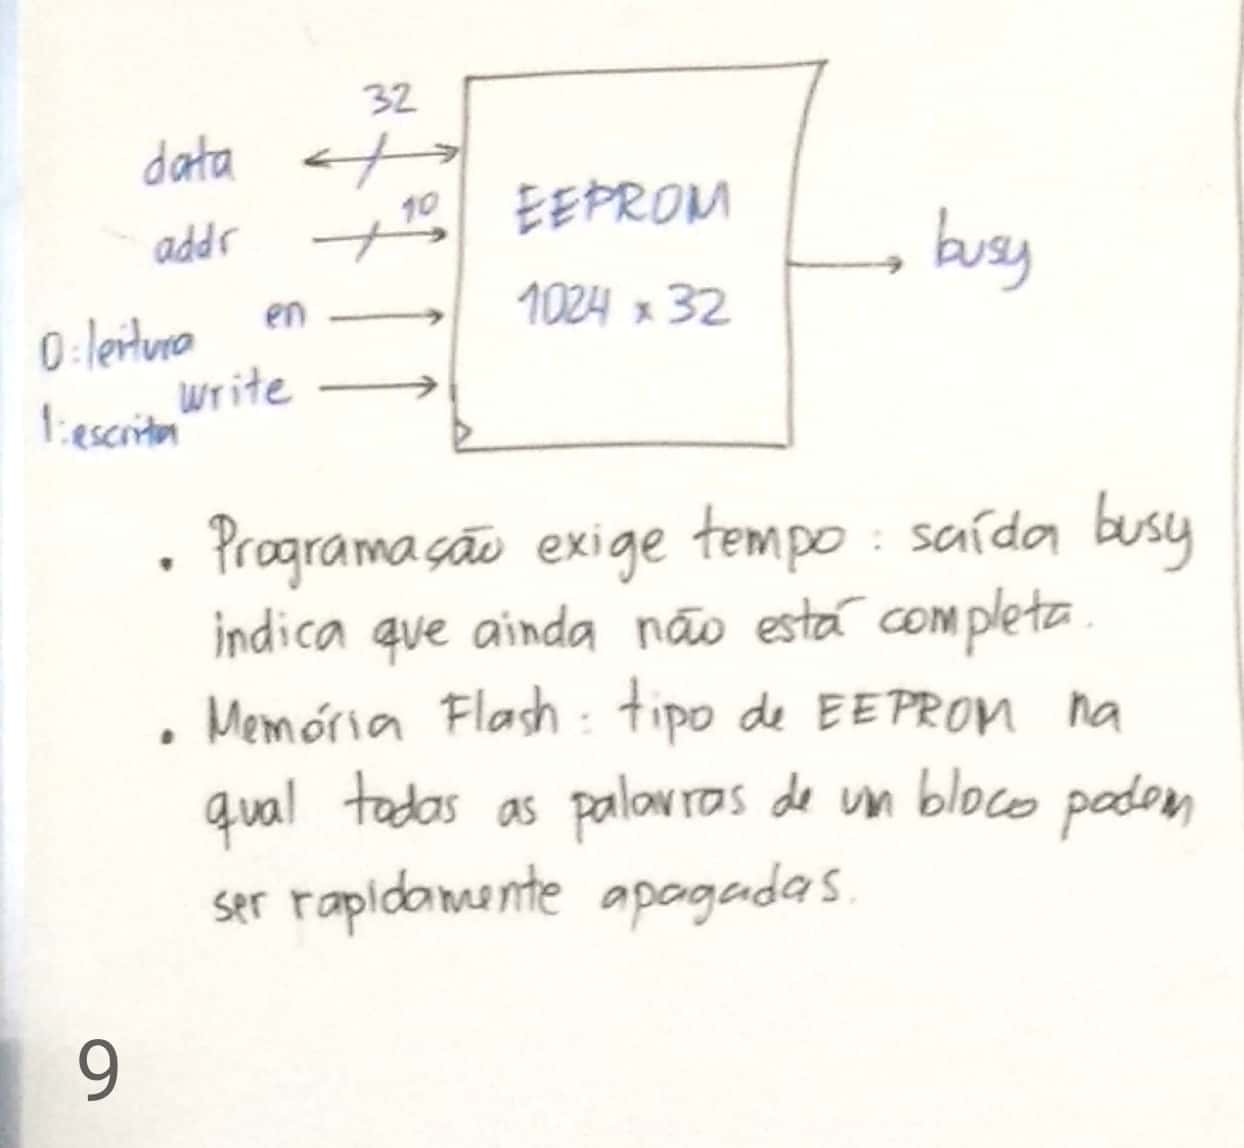 32
data
10
addr
EEPROM
1024 x 32
busy
en
0:leitura
write
1:escrita
. Programação exige tempo: saída busy
indica que ainda não está completa.
. Memória Flash: tipo de EEPROM na
qual todas as palavras de um bloco podem
ser rapidamente apagadas.
9